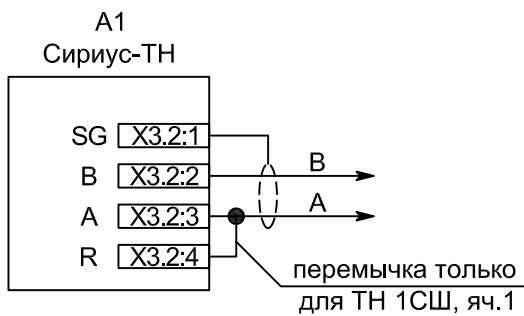 А1
Сириус-ТН
SG X3.2:1
B X3.2:2 B
A X3.2:3 A
R X3.2:4
перемычка только
для ТН 1СШ, яч.1